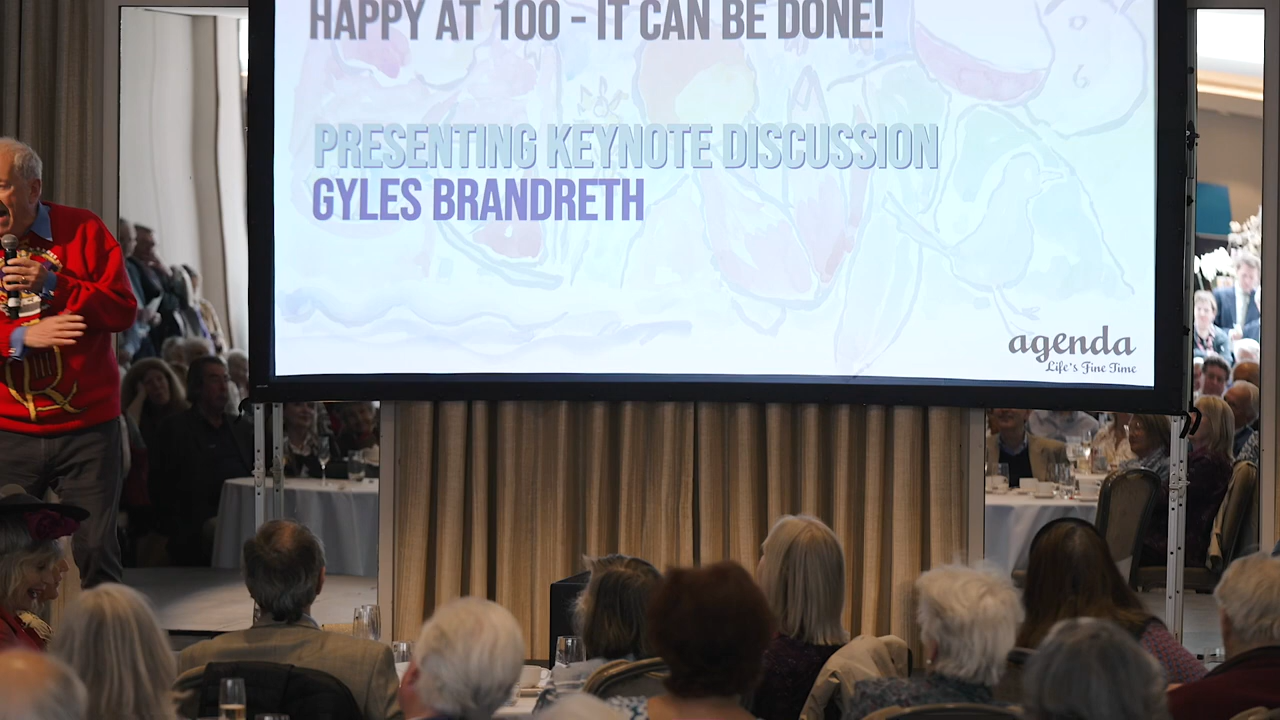 HAPPY AT 100 - IT CAN BE DONE!
PRESENTING KEYNOTE DISCUSSION
GYLES BRANDRETH
agenda
Life's Fine Time